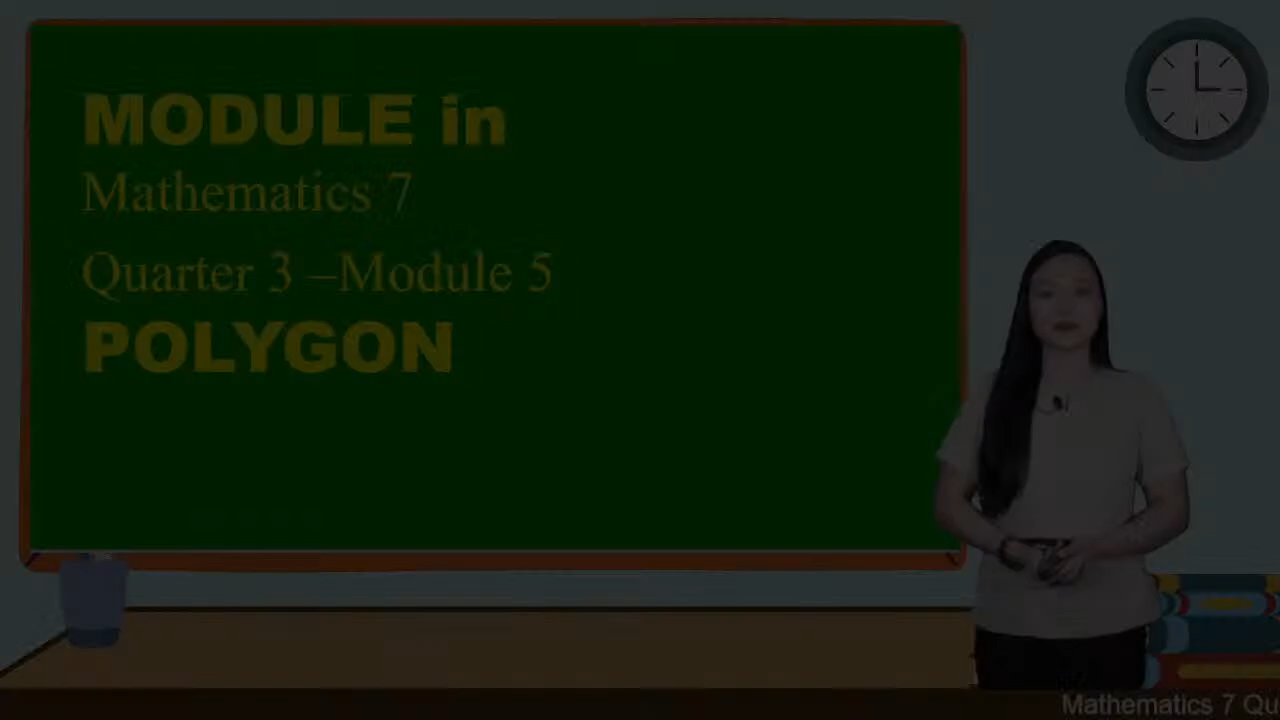 MODULE in
Mathematics 7
Quarter 3 –Module 5
POLYGON
Mathematics 7 Qu